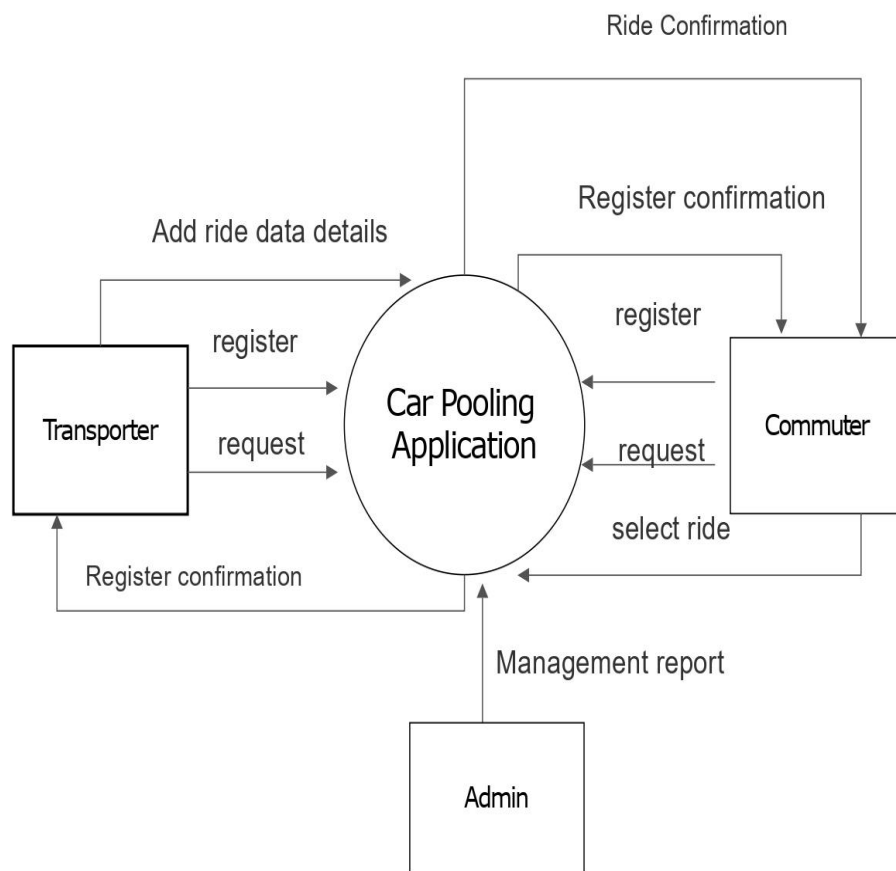 Ride Confirmation
Register confirmation
Add ride data details
register
register
Car Pooling
Application
Transporter
Commuter
request
request
select ride
Register confirmation
Management report
Admin